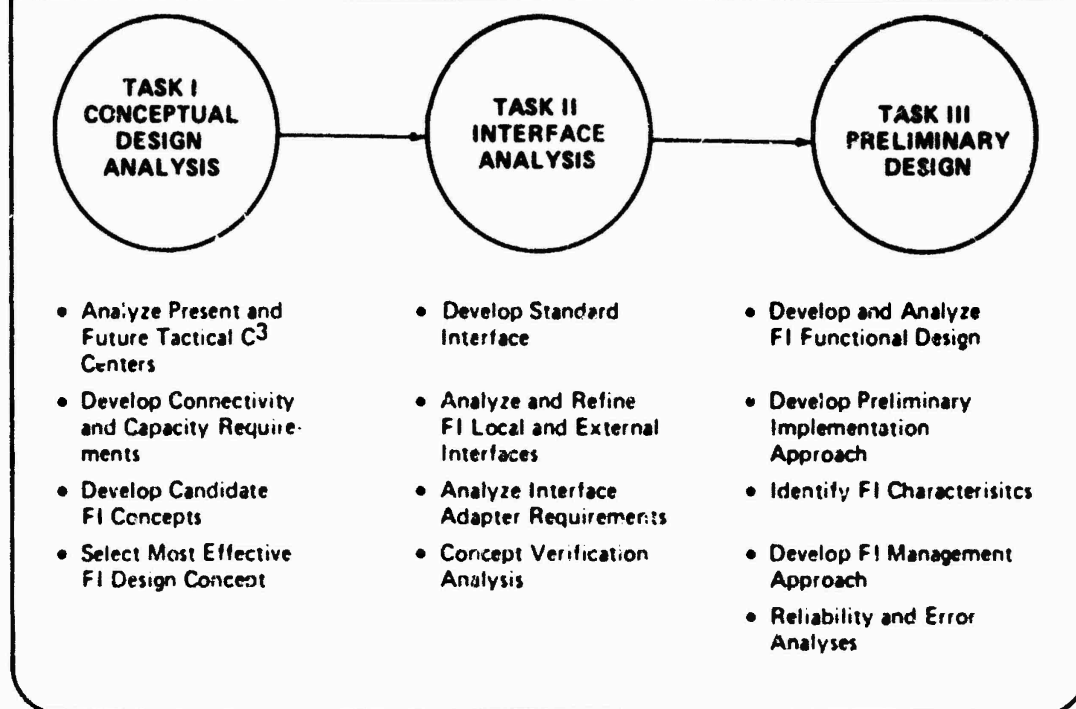 TASK I
CONCEPTUAL
DESIGN
ANALYSIS
TASK II
INTERFACE
ANALYSIS
TASK III
PRELIMINARY
DESIGN
• Analyze Present and
Future Tactical C3
Centers
• Develop Connectivity
and Capacity Require-
ments
• Develop Candidate
FI Concepts
• Select Most Effective
FI Design Concept
• Develop Standard
Interface
• Analyze and Refine
FI Local and External
Interfaces
• Analyze Interface
Adapter Requirements
• Concept Verification
Analysis
• Develop and Analyze
FI Functional Design
• Develop Preliminary
Implementation
Approach
• Identify FI Characterisitcs
• Develop FI Management
Approach
• Reliability and Error
Analyses